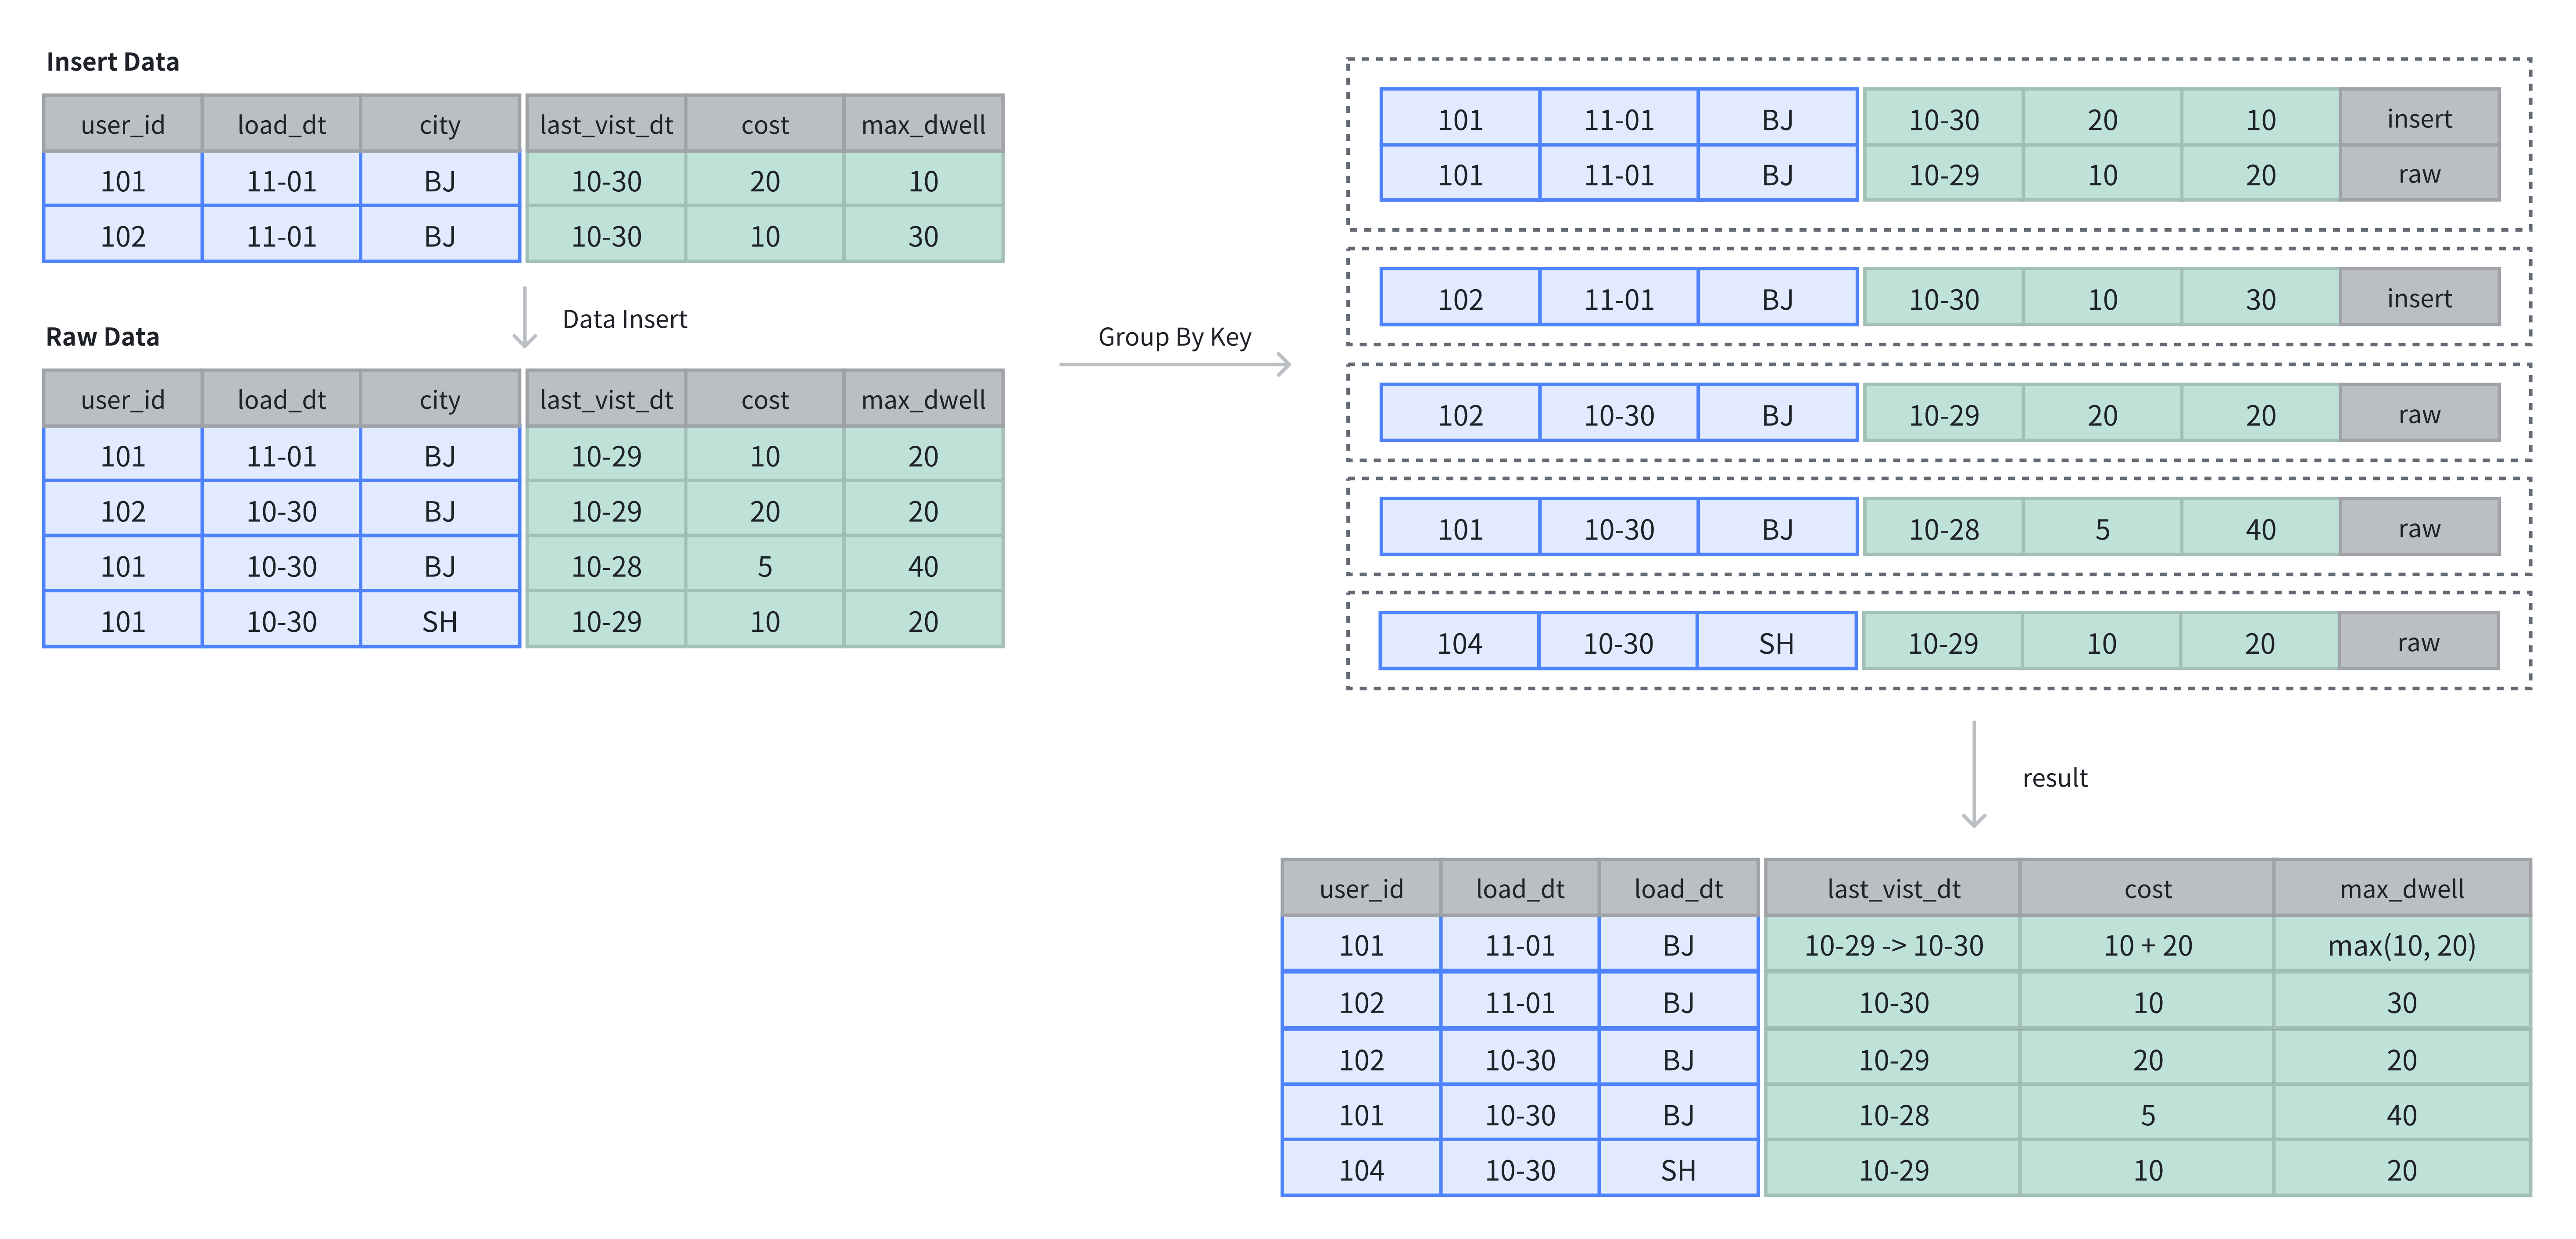 Insert Data
user_id load_dt city last_vist_dt cost max_dwell
101 11-01 BJ 10-30 20 10
102 11-01 BJ 10-30 10 30
Data Insert
Raw Data
user_id load_dt city last_vist_dt cost max_dwell
101 11-01 BJ 10-29 10 20
102 10-30 BJ 10-29 20 20
101 10-30 BJ 10-28 5 40
101 10-30 SH 10-29 10 20
Group By Key
101 11-01 BJ 10-30 20 10 insert
101 11-01 BJ 10-29 10 20 raw
102 11-01 BJ 10-30 10 30 insert
102 10-30 BJ 10-29 20 20 raw
101 10-30 BJ 10-28 5 40 raw
104 10-30 SH 10-29 10 20 raw
result
user_id load_dt load_dt last_vist_dt cost max_dwell
101 11-01 BJ 10-29 -> 10-30 10 + 20 max(10, 20)
102 11-01 BJ 10-30 10 30
102 10-30 BJ 10-29 20 20
101 10-30 BJ 10-28 5 40
104 10-30 SH 10-29 10 20